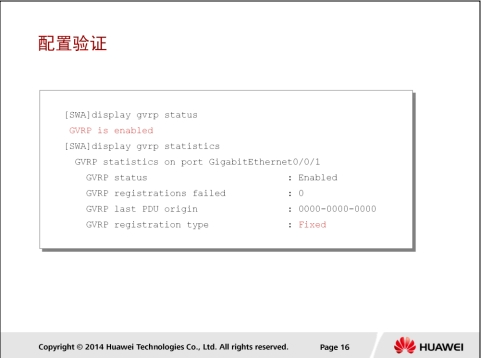 配置验证
[SWA]display gvrp status
GVRP is enabled
[SWA]display gvrp statistics
GVRP statistics on port GigabitEthernet0/0/1
GVRP status : Enabled
GVRP registrations failed : 0
GVRP last PDU origin : 0000-0000-0000
GVRP registration type : Fixed
Copyright © 2014 Huawei Technologies Co., Ltd. All rights reserved. Page 16 HUAWEI